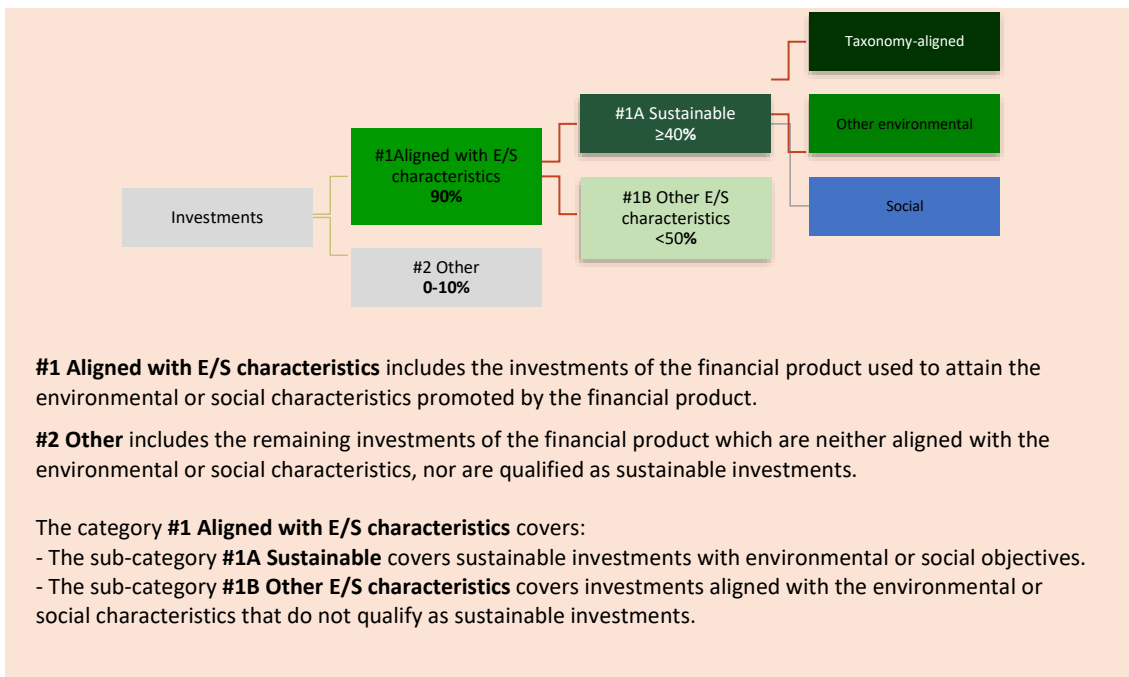 Taxonomy-aligned
#1A Sustainable
≥40%
Other environmental
#1Aligned with E/S
characteristics
90%
#1B Other E/S
characteristics
<50%
Investments
Social
#2 Other
0-10%
#1 Aligned with E/S characteristics includes the investments of the financial product used to attain the
environmental or social characteristics promoted by the financial product.
#2 Other includes the remaining investments of the financial product which are neither aligned with the
environmental or social characteristics, nor are qualified as sustainable investments.
The category #1 Aligned with E/S characteristics covers:
- The sub-category #1A Sustainable covers sustainable investments with environmental or social objectives.
- The sub-category #1B Other E/S characteristics covers investments aligned with the environmental or
social characteristics that do not qualify as sustainable investments.